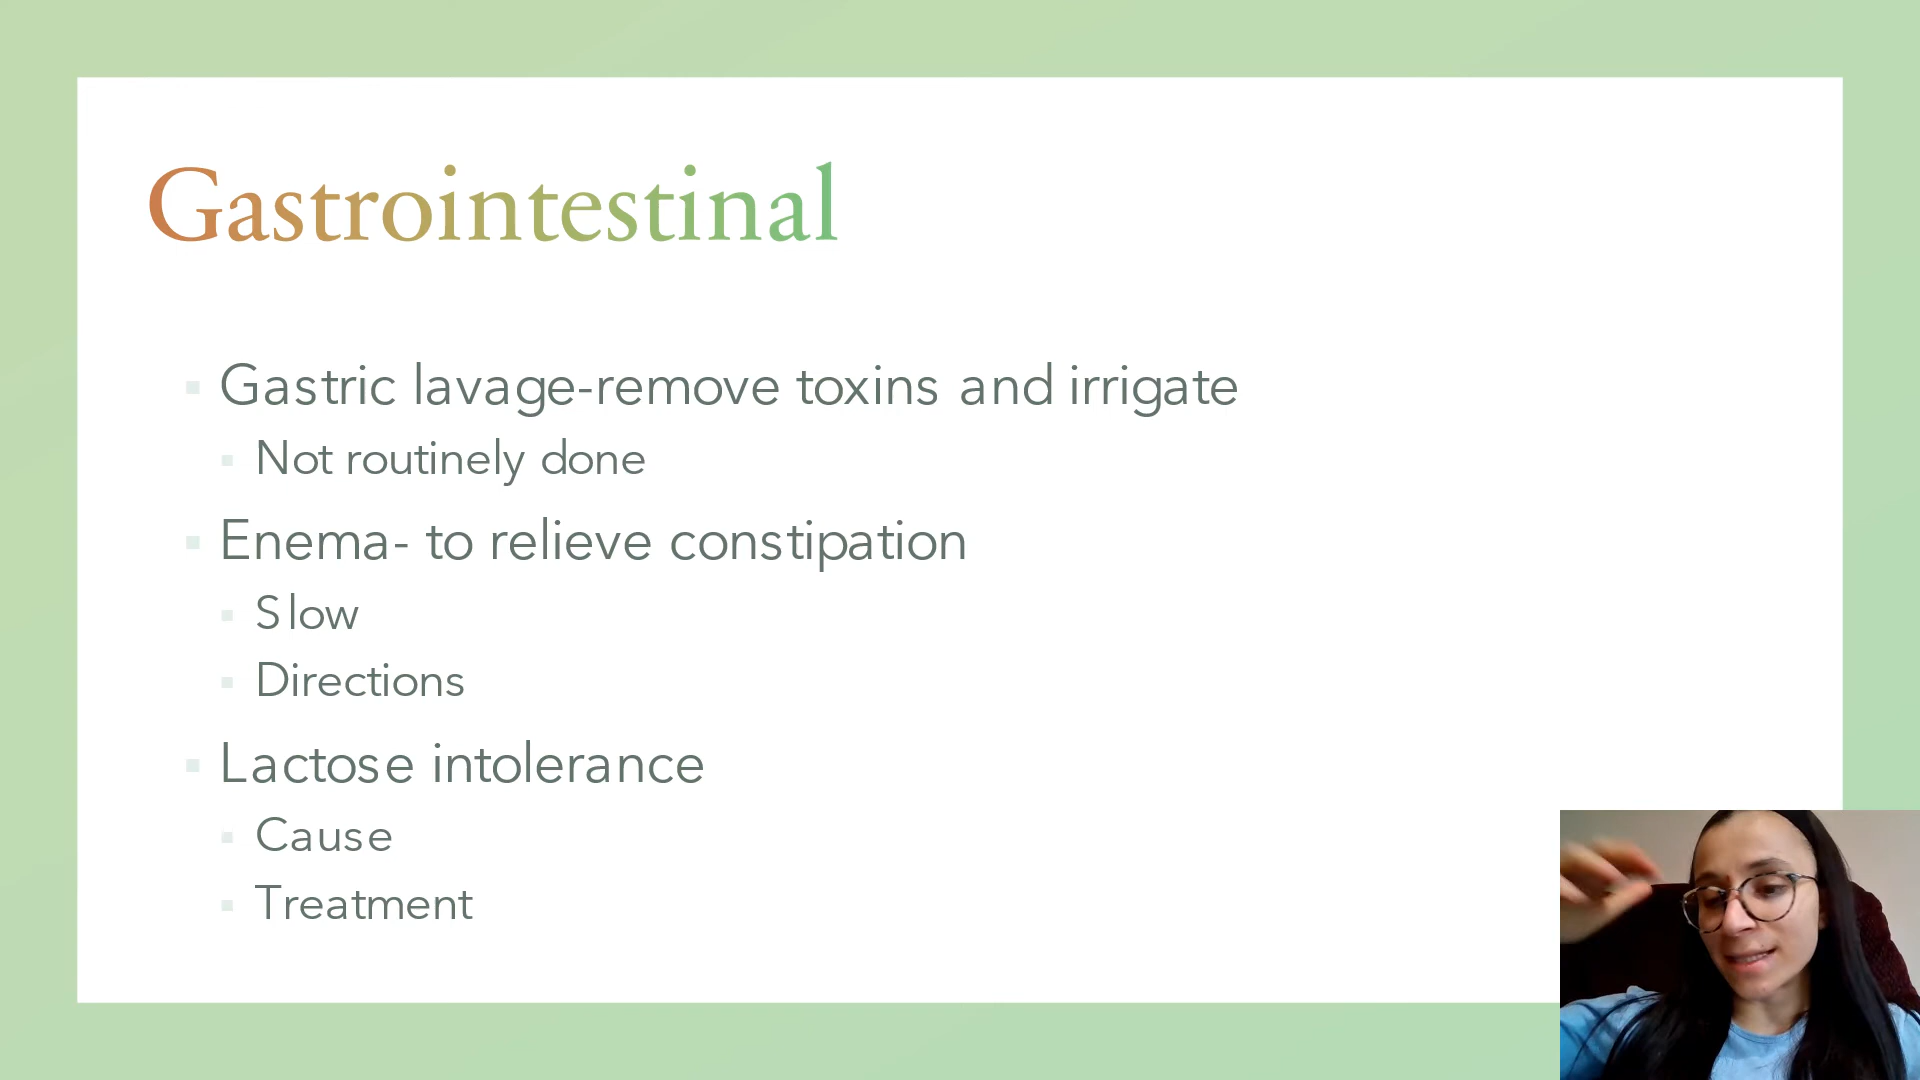 Gastrointestinal
Gastric lavage-remove toxins and irrigate
Not routinely done
Enema- to relieve constipation
Slow
Directions
Lactose intolerance
Cause
Treatment